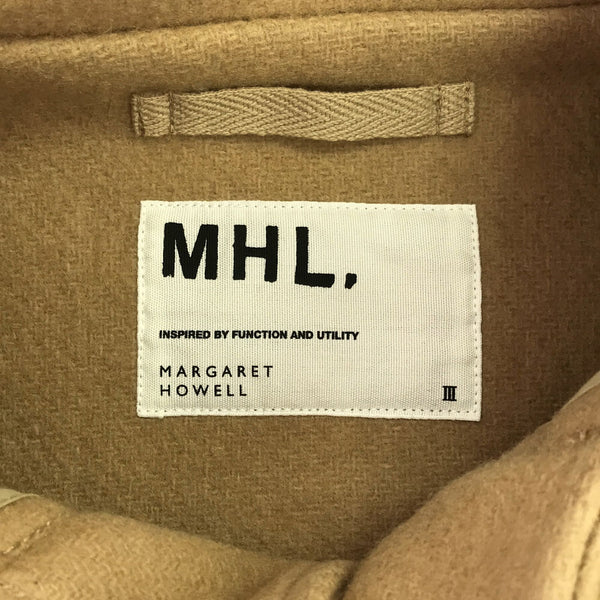 MHL.
INSPIRED BY FUNCTION AND UTILITY
MARGARET
HOWELL
III